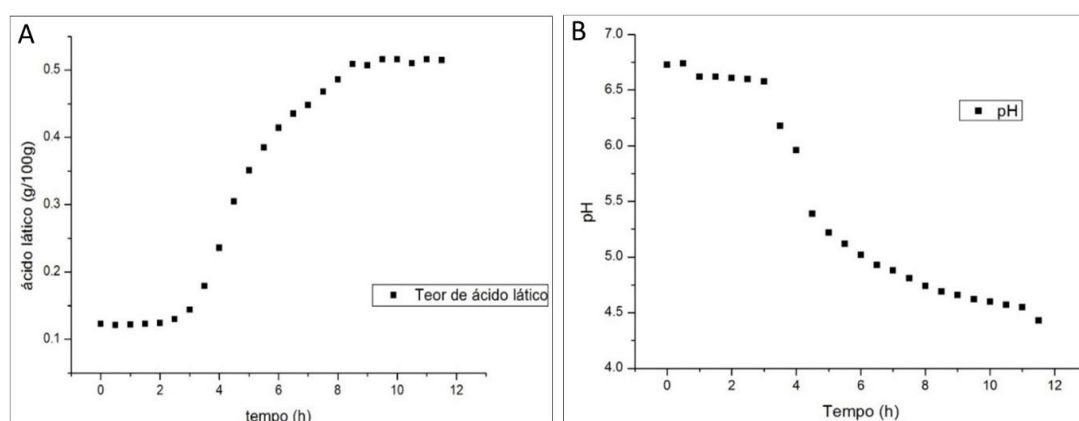 A
0.5
0.4
0.3
0.2
0.1
ácido lático (g/100g)
Teor de ácido lático
0 2 4 6 8 10 12
tempo (h)
B
7.0
6.5
6.0
5.5
5.0
4.5
4.0
pH
pH
0 2 4 6 8 10 12
Tempo (h)